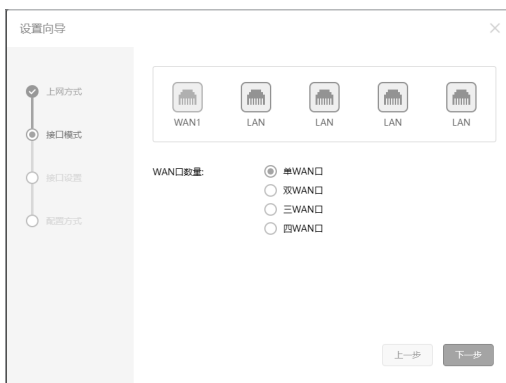 设置向导
上网方式
接口模式
接口设置
配置方式
WAN1 LAN LAN LAN LAN
WAN口数量:
单WAN口
双WAN口
三WAN口
四WAN口
上一步 下一步